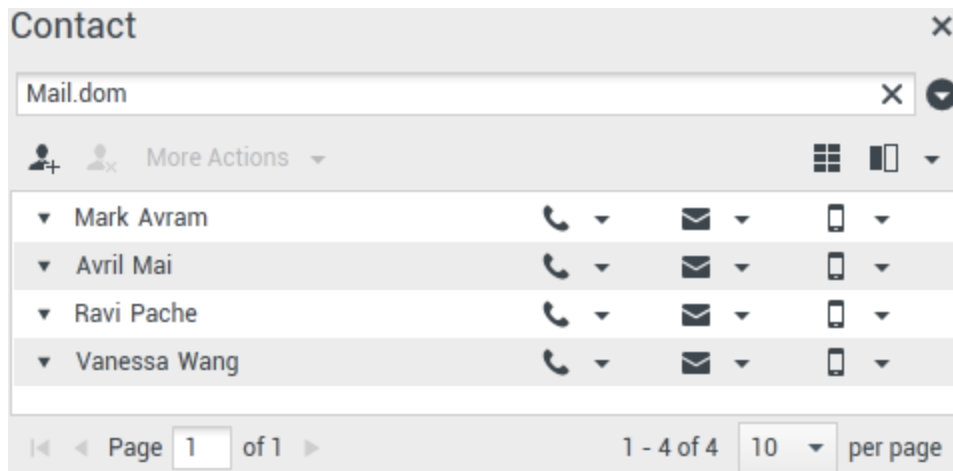 Contact
Mail.dom
More Actions
Mark Avram
Avril Mai
Ravi Pache
Vanessa Wang
Page 1 of 1 1 - 4 of 4 10 per page